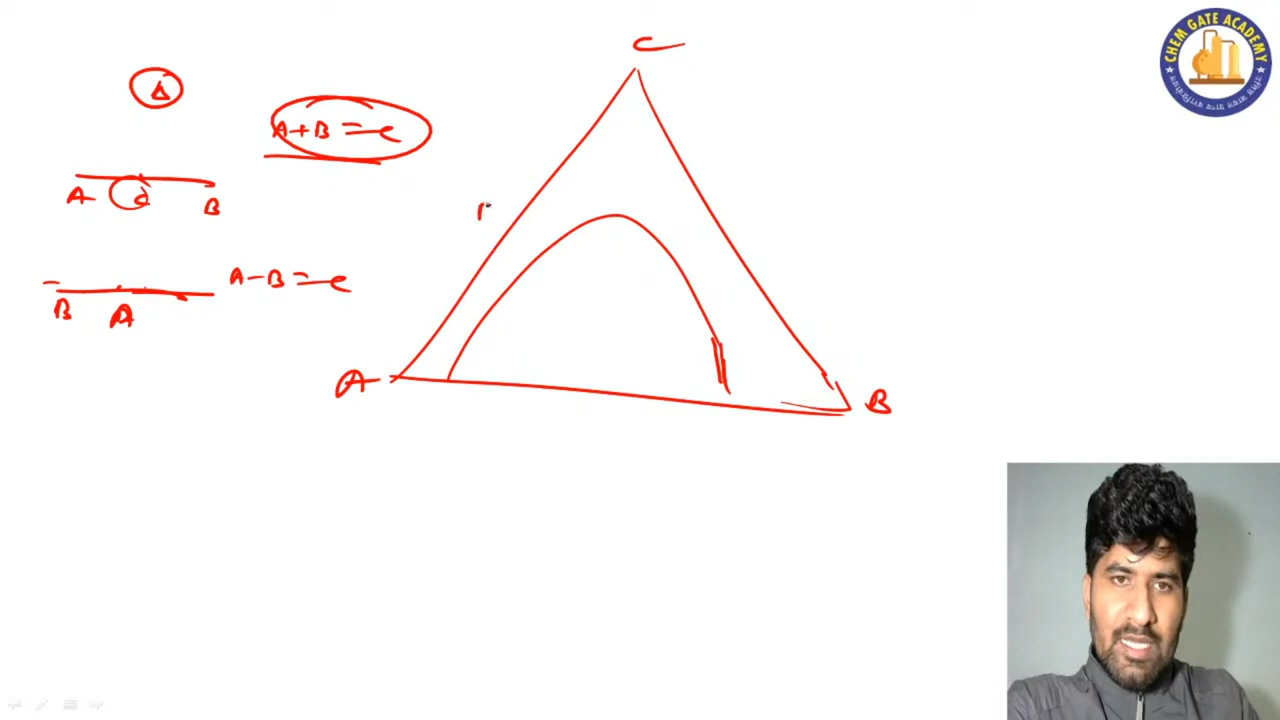 C
Δ
A+B=C
A C B
A-B=C
B A
A
B
CHEM GATE ACADEMY